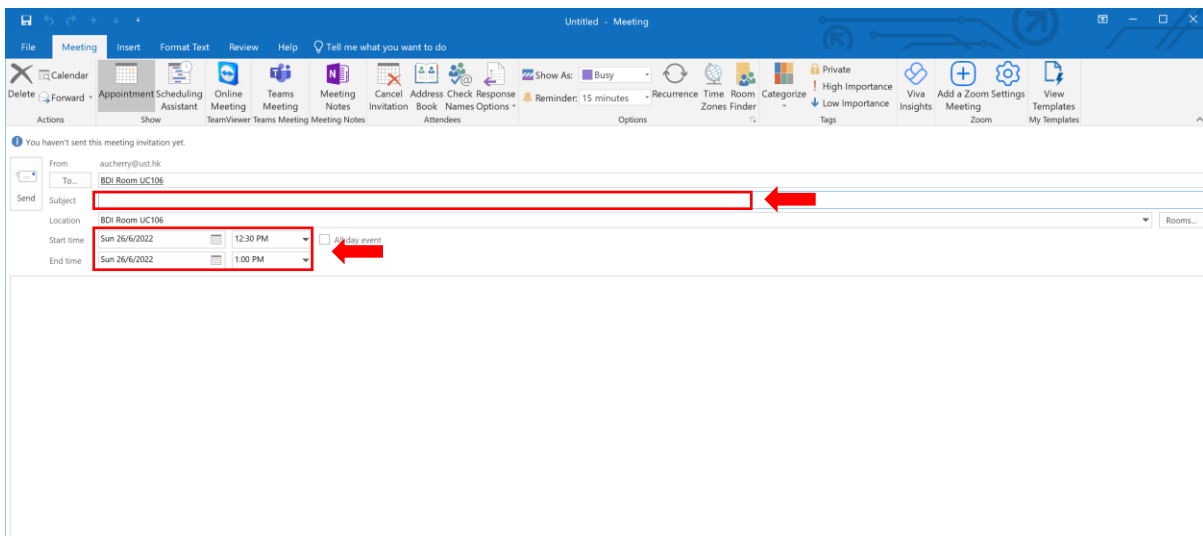 Untitled - Meeting
File Meeting Insert Format Text Review Help Tell me what you want to do
Delete Calendar Forward Appointment Scheduling Assistant Online Meeting Teams Meeting Meeting Notes Cancel Invitation Address Book Check Names Response Options Show As: Busy Reminder: 15 minutes Recurrence Time Zones Room Finder Categorize Private High Importance Low Importance Viva Insights Add a Zoom Meeting Settings View Templates
Actions Show TeamViewer Teams Meeting Meeting Notes Attendees Options Tags Zoom My Templates
You haven't sent this meeting invitation yet.
From aucherry@ust.hk
To... BDI Room UC106
Send Subject
Location BDI Room UC106 Rooms...
Start time Sun 26/6/2022 12:30 PM All day event
End time Sun 26/6/2022 1:00 PM